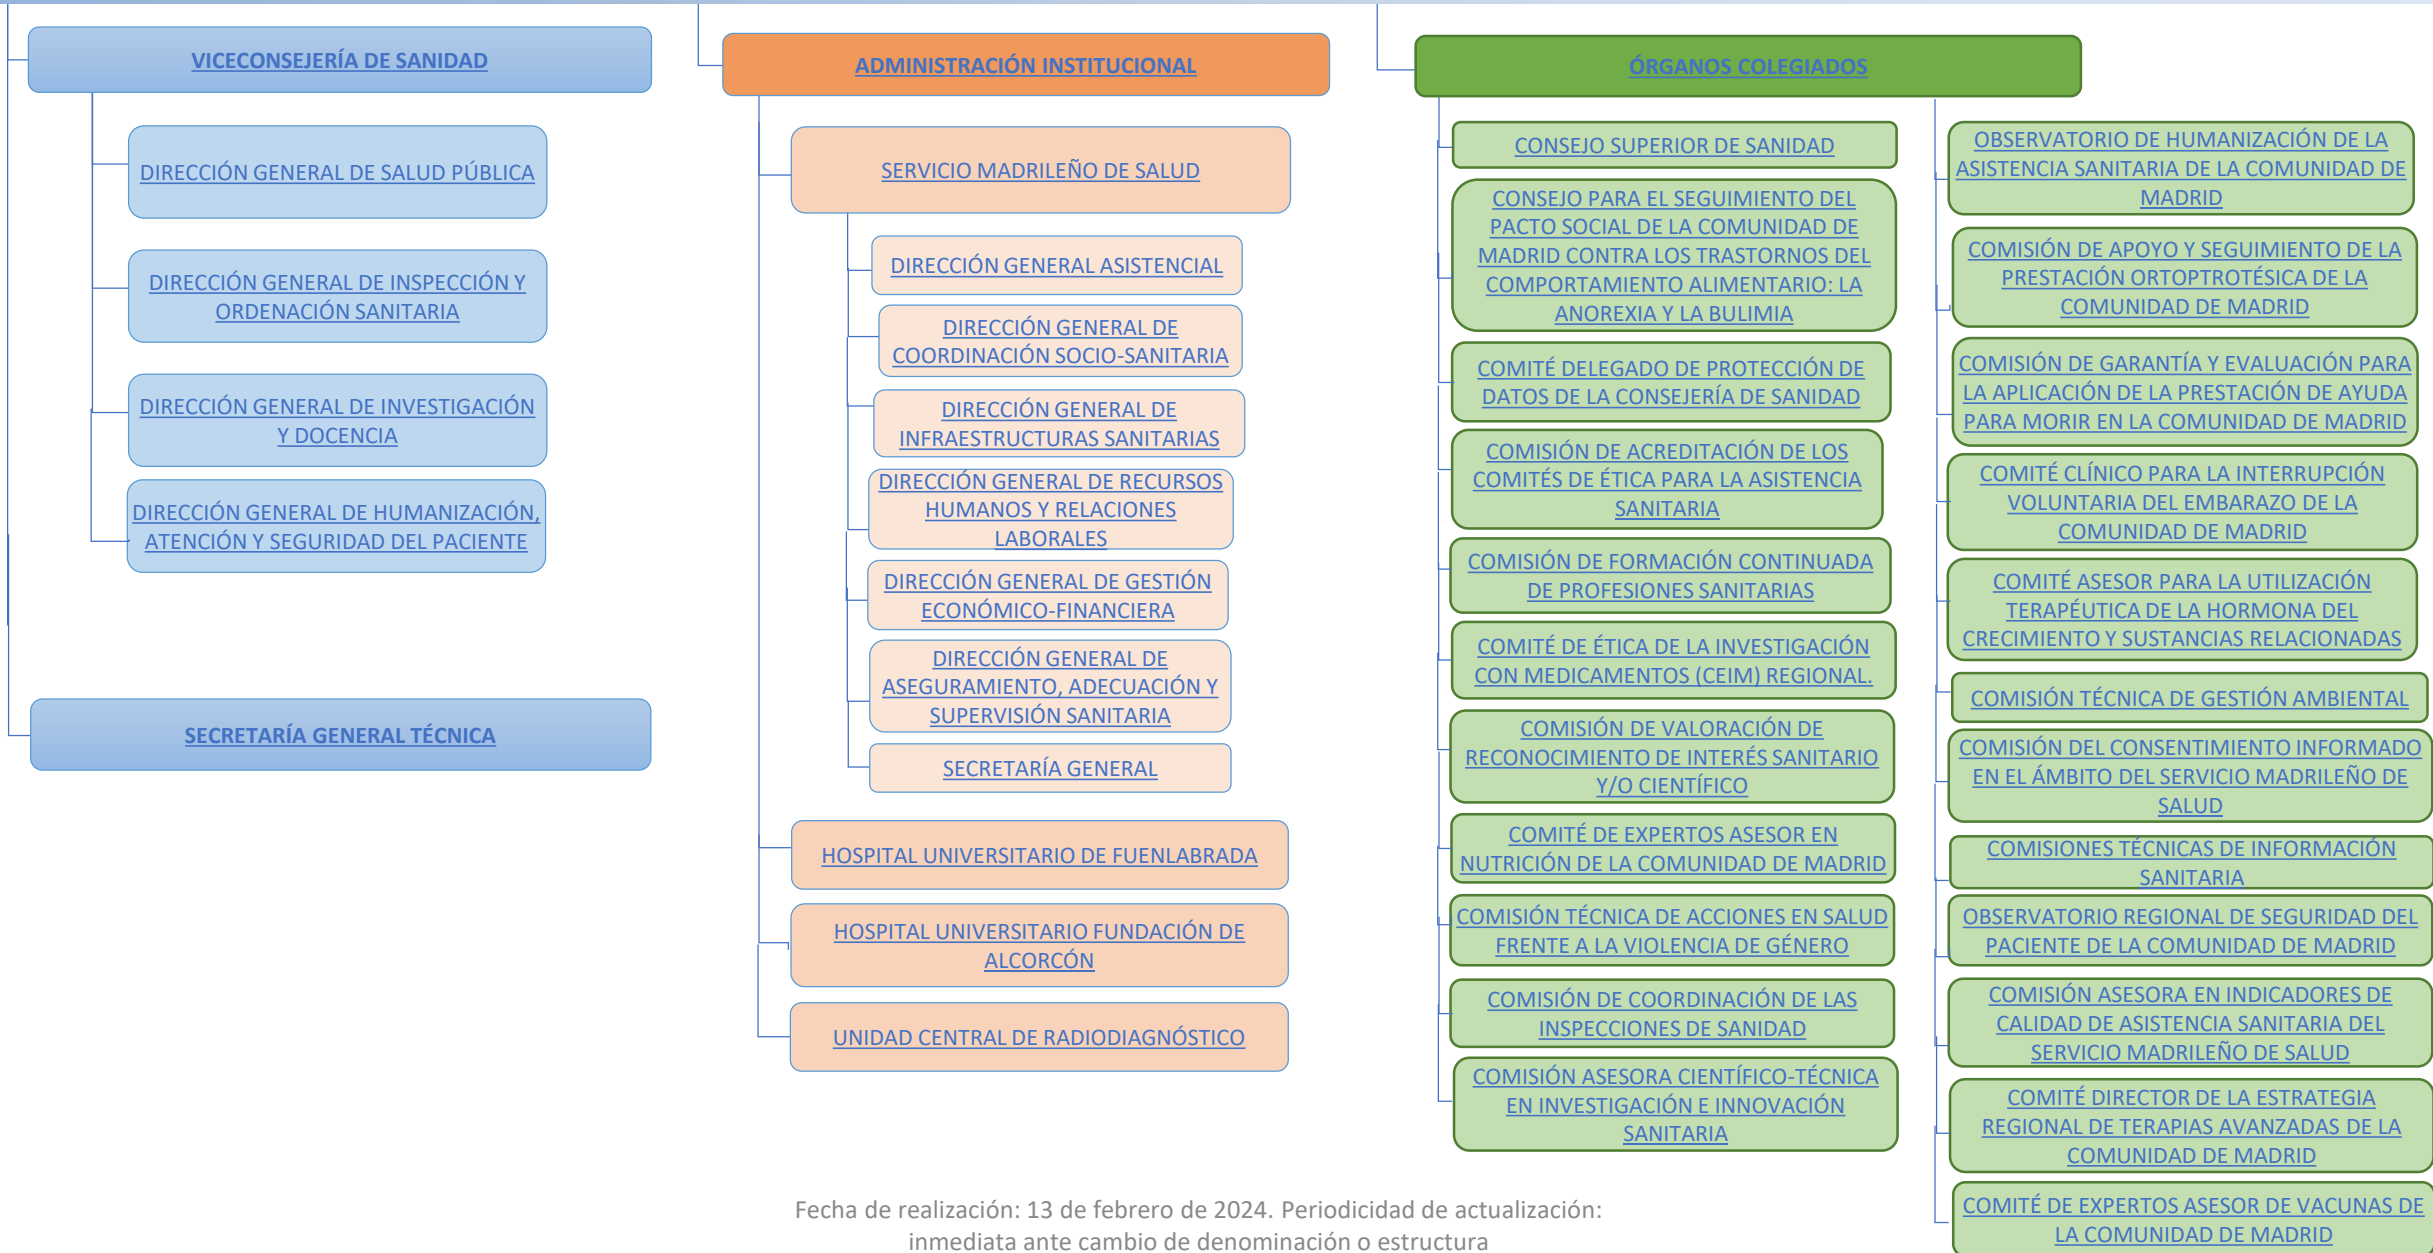 VICECONSEJERÍA DE SANIDAD
DIRECCIÓN GENERAL DE SALUD PÚBLICA
DIRECCIÓN GENERAL DE INSPECCIÓN Y
ORDENACIÓN SANITARIA
DIRECCIÓN GENERAL DE INVESTIGACIÓN
Y DOCENCIA
DIRECCIÓN GENERAL DE HUMANIZACIÓN,
ATENCIÓN Y SEGURIDAD DEL PACIENTE
SECRETARÍA GENERAL TÉCNICA
ADMINISTRACIÓN INSTITUCIONAL
SERVICIO MADRILEÑO DE SALUD
DIRECCIÓN GENERAL ASISTENCIAL
DIRECCIÓN GENERAL DE
COORDINACIÓN SOCIO-SANITARIA
DIRECCIÓN GENERAL DE
INFRAESTRUCTURAS SANITARIAS
DIRECCIÓN GENERAL DE RECURSOS
HUMANOS Y RELACIONES
LABORALES
DIRECCIÓN GENERAL DE GESTIÓN
ECONÓMICO-FINANCIERA
DIRECCIÓN GENERAL DE
ASEGURAMIENTO, ADECUACIÓN Y
SUPERVISIÓN SANITARIA
SECRETARÍA GENERAL
HOSPITAL UNIVERSITARIO DE FUENLABRADA
HOSPITAL UNIVERSITARIO FUNDACIÓN DE
ALCORCÓN
UNIDAD CENTRAL DE RADIODIAGNÓSTICO
ÓRGANOS COLEGIADOS
CONSEJO SUPERIOR DE SANIDAD
CONSEJO PARA EL SEGUIMIENTO DEL
PACTO SOCIAL DE LA COMUNIDAD DE
MADRID CONTRA LOS TRASTORNOS DEL
COMPORTAMIENTO ALIMENTARIO: LA
ANOREXIA Y LA BULIMIA
COMITÉ DELEGADO DE PROTECCIÓN DE
DATOS DE LA CONSEJERÍA DE SANIDAD
COMISIÓN DE ACREDITACIÓN DE LOS
COMITÉS DE ÉTICA PARA LA ASISTENCIA
SANITARIA
COMISIÓN DE FORMACIÓN CONTINUADA
DE PROFESIONES SANITARIAS
COMITÉ DE ÉTICA DE LA INVESTIGACIÓN
CON MEDICAMENTOS (CEIM) REGIONAL.
COMISIÓN DE VALORACIÓN DE
RECONOCIMIENTO DE INTERÉS SANITARIO
Y/O CIENTÍFICO
COMITÉ DE EXPERTOS ASESOR EN
NUTRICIÓN DE LA COMUNIDAD DE MADRID
COMISIÓN TÉCNICA DE ACCIONES EN SALUD
FRENTE A LA VIOLENCIA DE GÉNERO
COMISIÓN DE COORDINACIÓN DE LAS
INSPECCIONES DE SANIDAD
COMISIÓN ASESORA CIENTÍFICO-TÉCNICA
EN INVESTIGACIÓN E INNOVACIÓN
SANITARIA
OBSERVATORIO DE HUMANIZACIÓN DE LA
ASISTENCIA SANITARIA DE LA COMUNIDAD DE
MADRID
COMISIÓN DE APOYO Y SEGUIMIENTO DE LA
PRESTACIÓN ORTOPTROTÉSICA DE LA
COMUNIDAD DE MADRID
COMISIÓN DE GARANTÍA Y EVALUACIÓN PARA
LA APLICACIÓN DE LA PRESTACIÓN DE AYUDA
PARA MORIR EN LA COMUNIDAD DE MADRID
COMITÉ CLÍNICO PARA LA INTERRUPCIÓN
VOLUNTARIA DEL EMBARAZO DE LA
COMUNIDAD DE MADRID
COMITÉ ASESOR PARA LA UTILIZACIÓN
TERAPÉUTICA DE LA HORMONA DEL
CRECIMIENTO Y SUSTANCIAS RELACIONADAS
COMISIÓN TÉCNICA DE GESTIÓN AMBIENTAL
COMISIÓN DEL CONSENTIMIENTO INFORMADO
EN EL ÁMBITO DEL SERVICIO MADRILEÑO DE
SALUD
COMISIONES TÉCNICAS DE INFORMACIÓN
SANITARIA
OBSERVATORIO REGIONAL DE SEGURIDAD DEL
PACIENTE DE LA COMUNIDAD DE MADRID
COMISIÓN ASESORA EN INDICADORES DE
CALIDAD DE ASISTENCIA SANITARIA DEL
SERVICIO MADRILEÑO DE SALUD
COMITÉ DIRECTOR DE LA ESTRATEGIA
REGIONAL DE TERAPIAS AVANZADAS DE LA
COMUNIDAD DE MADRID
COMITÉ DE EXPERTOS ASESOR DE VACUNAS DE
LA COMUNIDAD DE MADRID
Fecha de realización: 13 de febrero de 2024. Periodicidad de actualización:
inmediata ante cambio de denominación o estructura